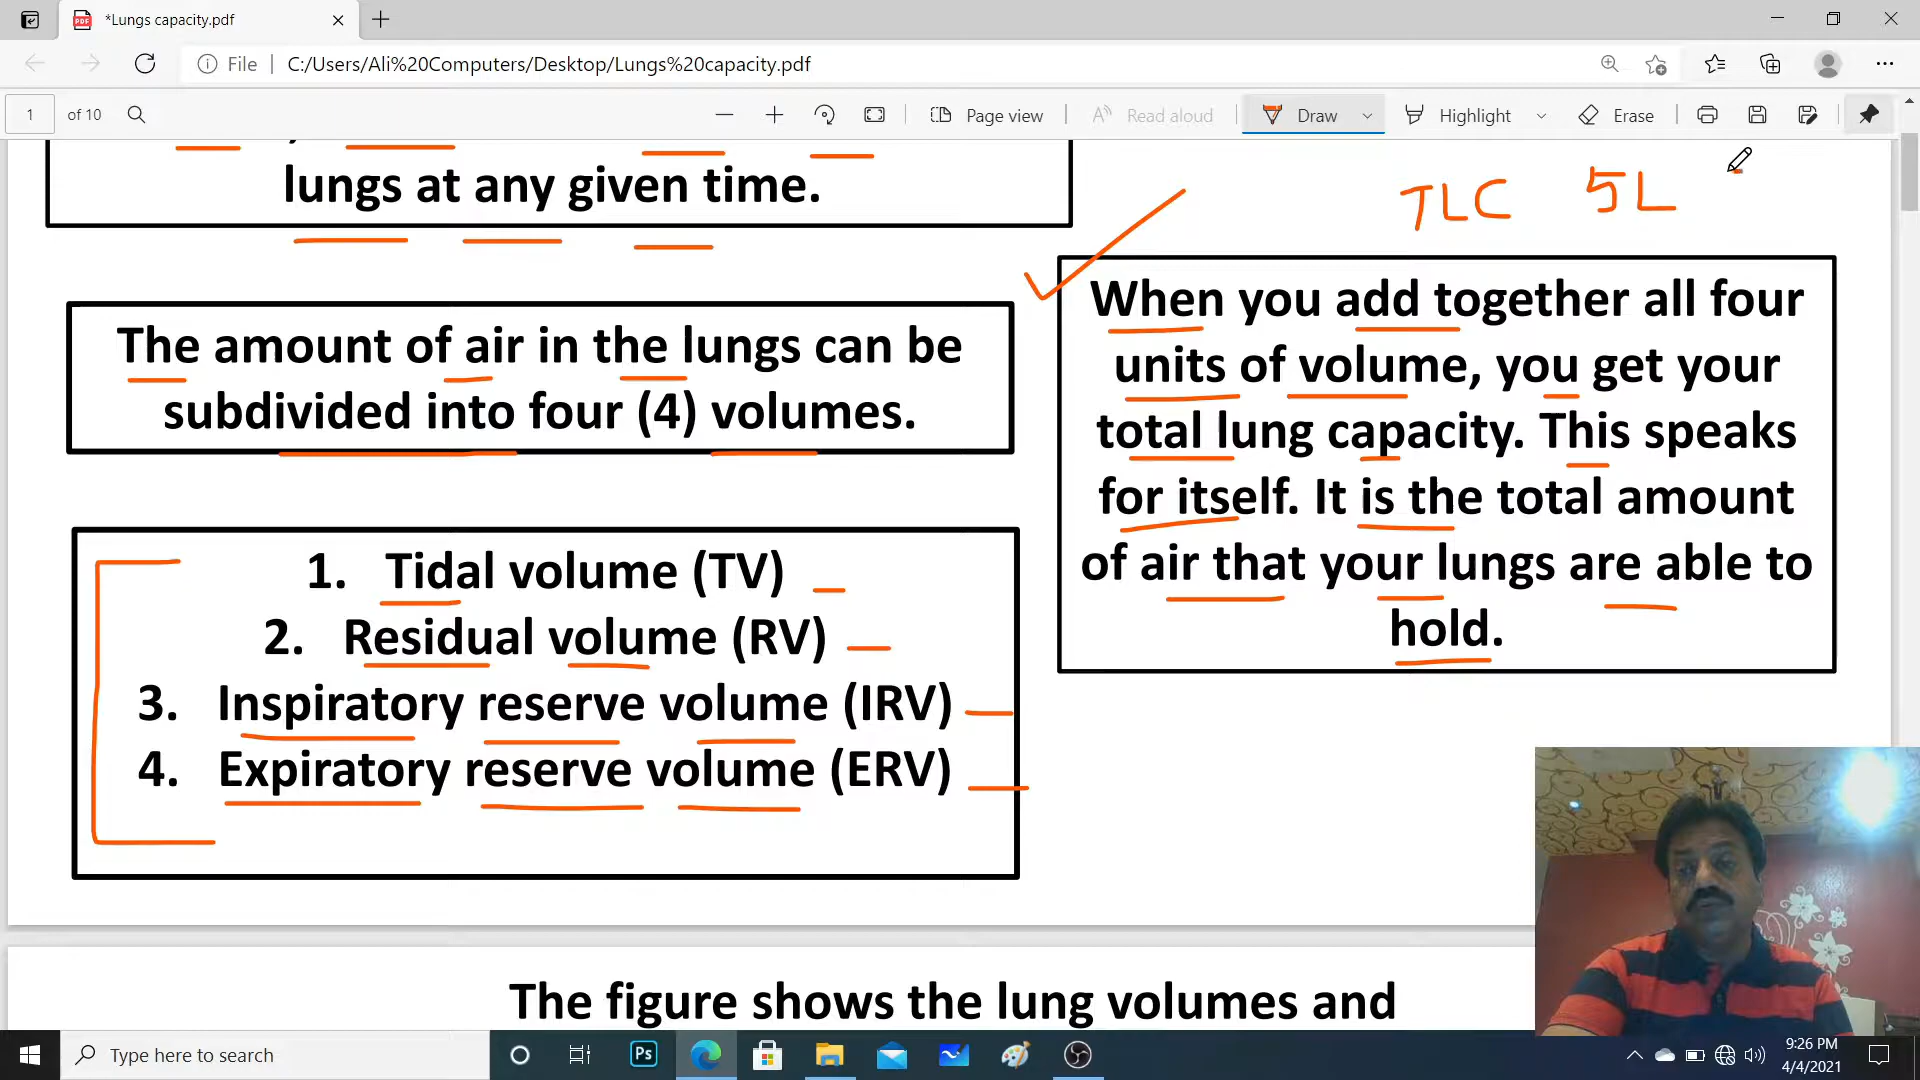 *Lungs capacity.pdf
File
C:/Users/Ali%20Computers/Desktop/Lungs%20capacity.pdf
1 of 10
Page view
Read aloud
Draw
Highlight
Erase
lungs at any given time.
TLC 5L
The amount of air in the lungs can be
subdivided into four (4) volumes.
When you add together all four
units of volume, you get your
total lung capacity. This speaks
for itself. It is the total amount
of air that your lungs are able to
hold.
1. Tidal volume (TV)
2. Residual volume (RV)
3. Inspiratory reserve volume (IRV)
4. Expiratory reserve volume (ERV)
The figure shows the lung volumes and
Type here to search
Ps
9:26 PM
4/4/2021